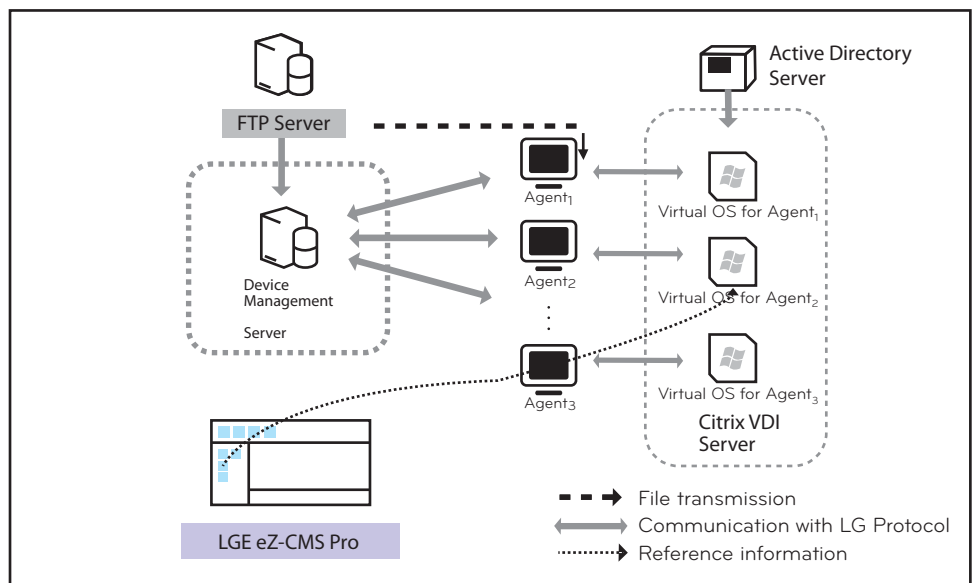 Active Directory
Server
FTP Server
Agent1
Virtual OS for Agent1
Device
Management
Server
Agent2
Virtual OS for Agent2
Agent3
Virtual OS for Agent3
Citrix VDI
Server
LGE eZ-CMS Pro
File transmission
Communication with LG Protocol
Reference information